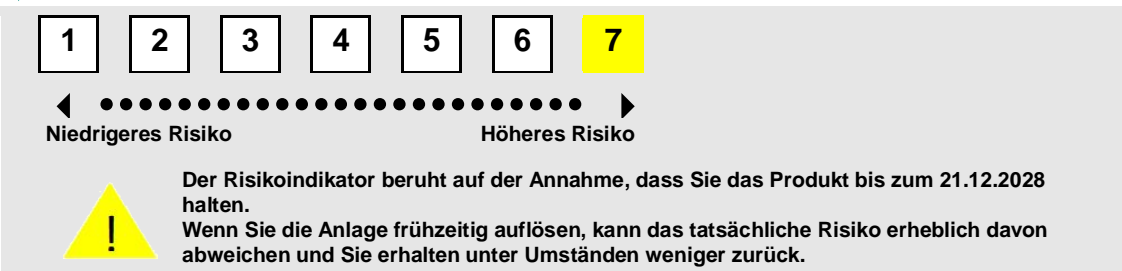 1 2 3 4 5 6 7
Niedrigeres Risiko Höheres Risiko
Der Risikoindikator beruht auf der Annahme, dass Sie das Produkt bis zum 21.12.2028
halten.
Wenn Sie die Anlage frühzeitig auflösen, kann das tatsächliche Risiko erheblich davon
abweichen und Sie erhalten unter Umständen weniger zurück.
!